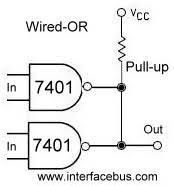 Wired-OR
VCC
Pull-up
7401
In
7401
Out
In
www.interfacebus.com